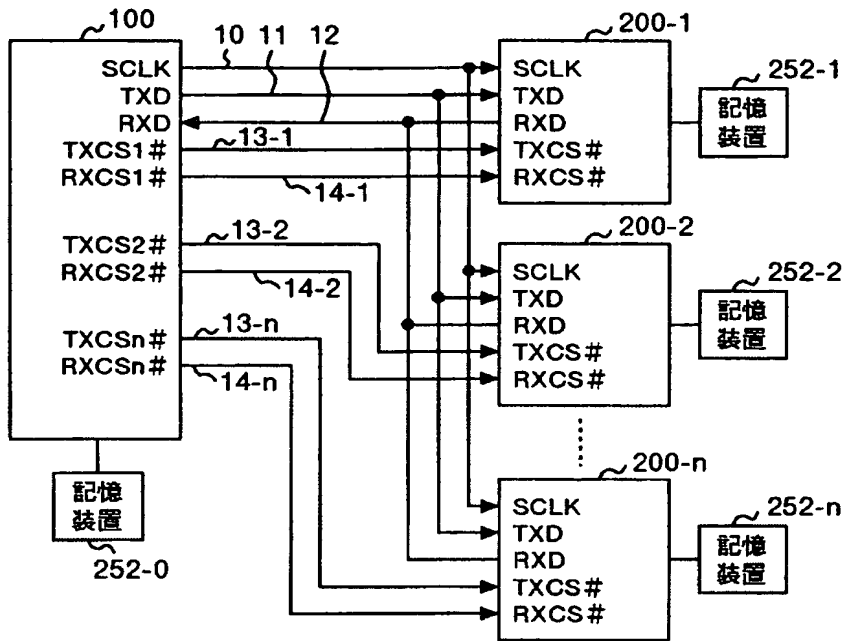 100
SCLK
TXD
RXD
TXCS1#
RXCS1#
TXCS2#
RXCS2#
TXCSn#
RXCSn#
記憶
装置
252-0
10
11
12
13-1
14-1
13-2
14-2
13-n
14-n
200-1
SCLK
TXD
RXD
TXCS#
RXCS#
252-1
記憶
装置
200-2
SCLK
TXD
RXD
TXCS#
RXCS#
252-2
記憶
装置
200-n
SCLK
TXD
RXD
TXCS#
RXCS#
252-n
記憶
装置